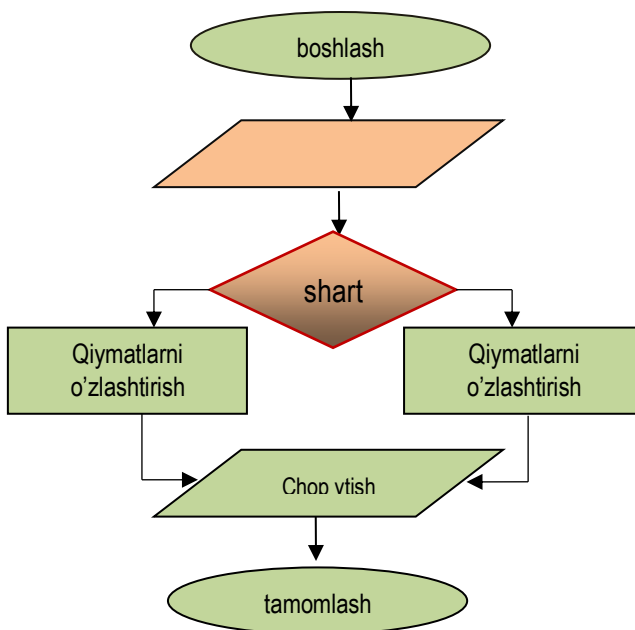 boshlash
shart
Qiymatlarni
o’zlashtirish
Qiymatlarni
o’zlashtirish
Chop ytish
tamomlash